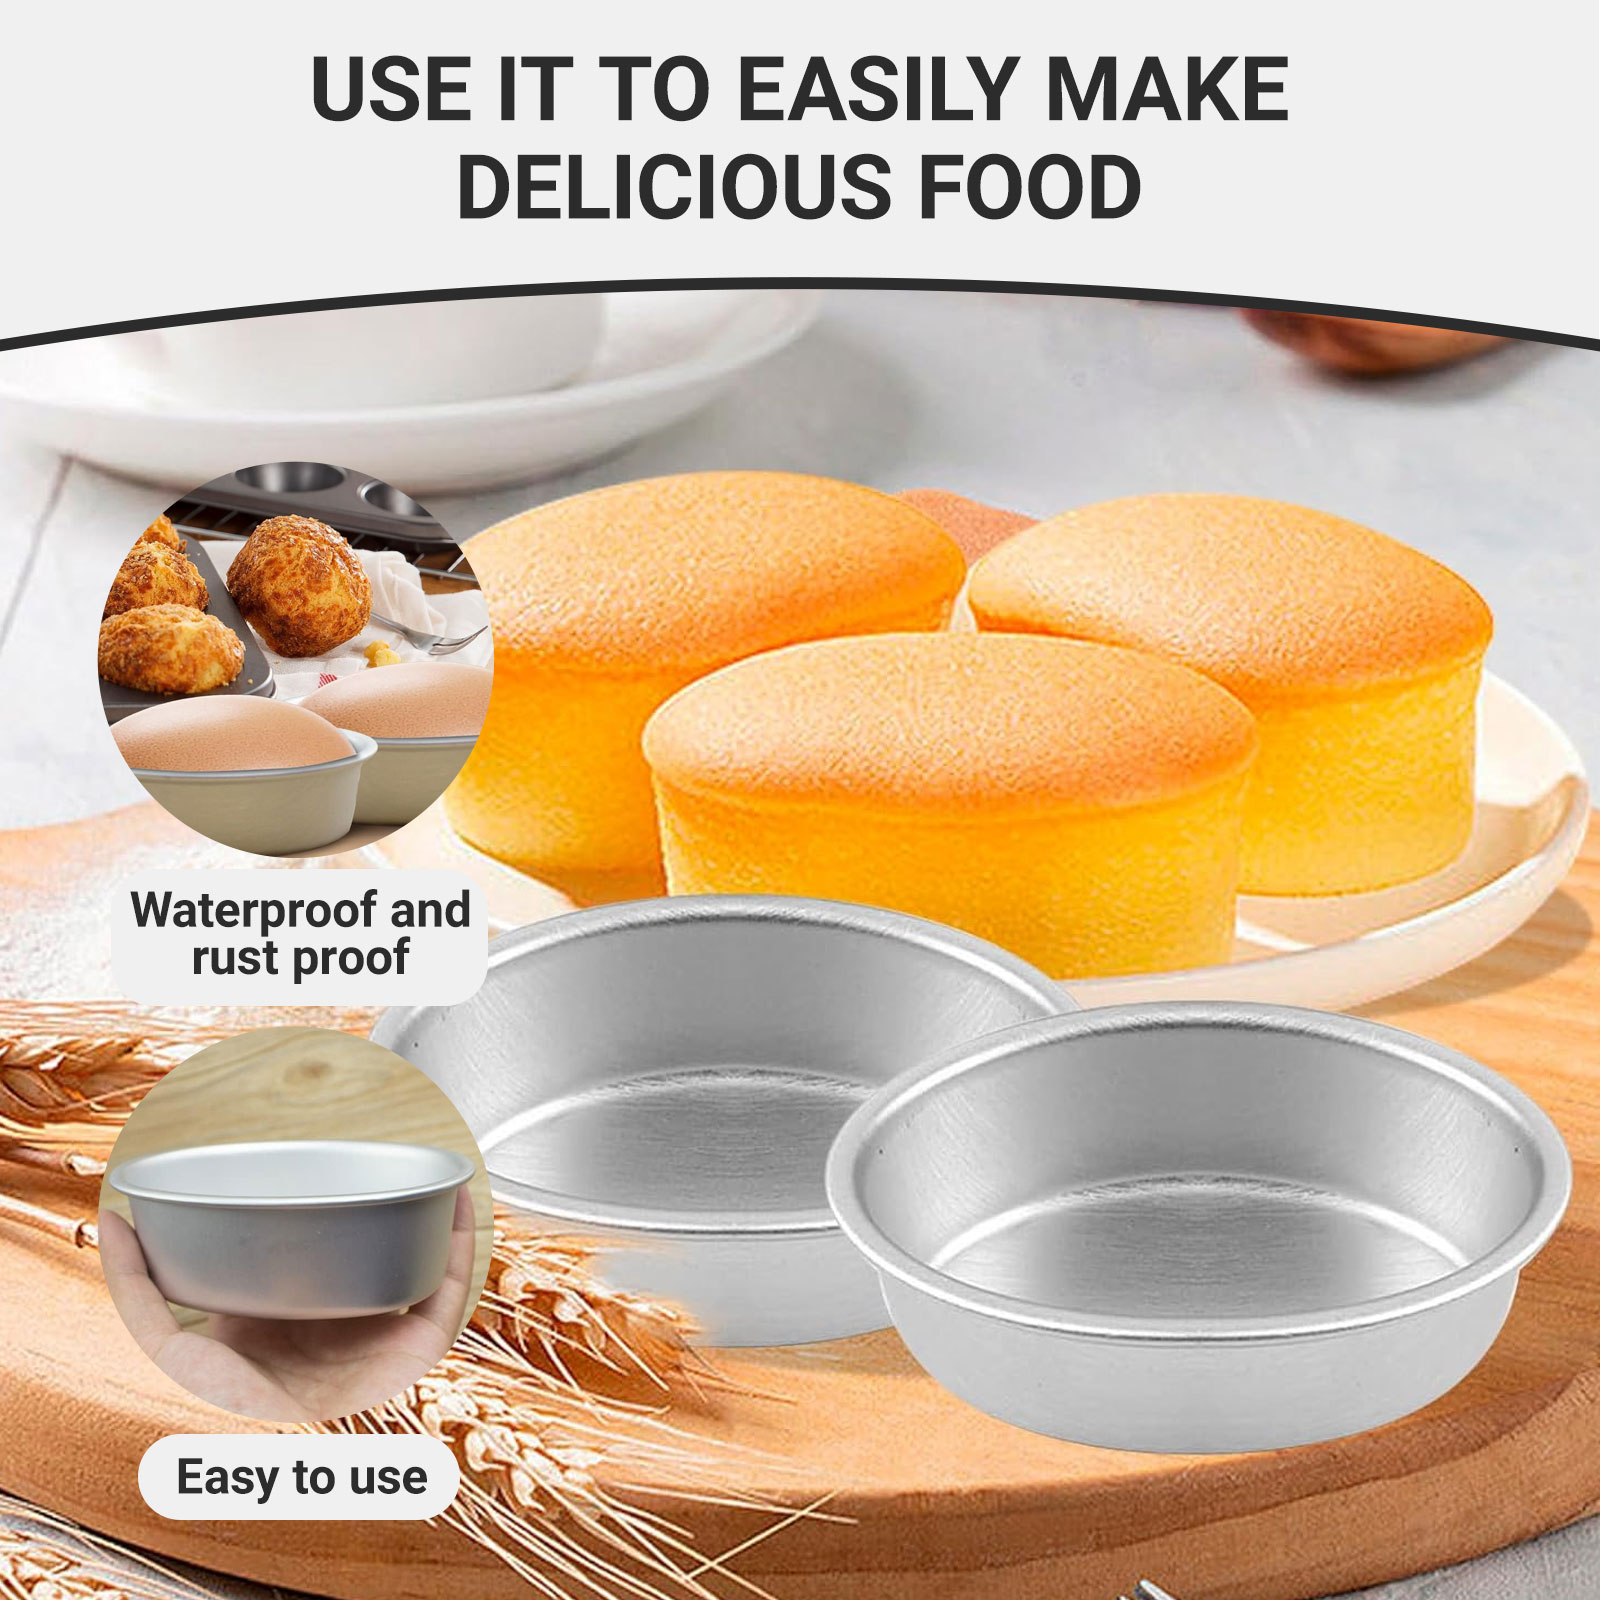 USE IT TO EASILY MAKE
DELICIOUS FOOD
Waterproof and
rust proof
Easy to use